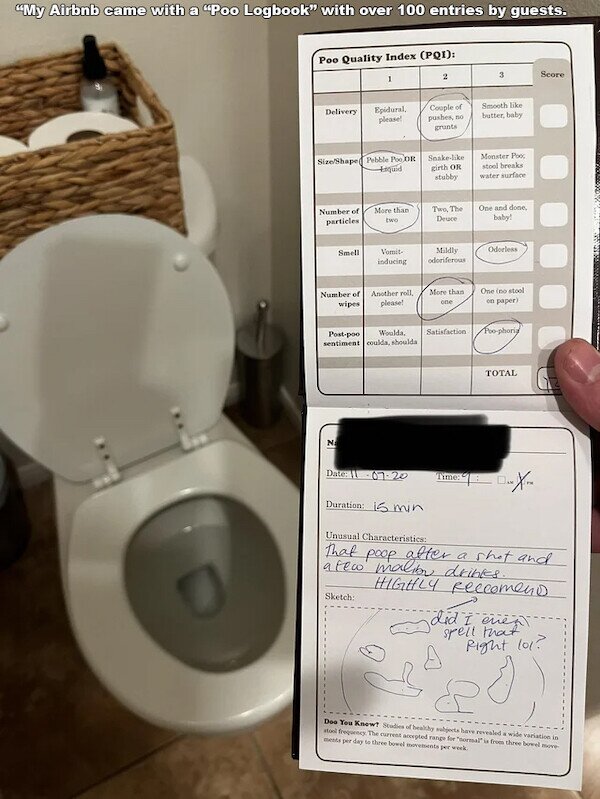 “My Airbnb came with a “Poo Logbook” with over 100 entries by guests.
Poo Quality Index (PQI):
1 2 3 Score
Delivery
Epidural,
please!
Couple of
pushes, no
grunts
Smooth like
butter, baby
Size/Shape
Pebble Poo OR
Liquid
Snake-like
girth OR
stubby
Monster Poo;
stool breaks
water surface
Number of
particles
More than
two
Two, The
Deuce
One and done,
baby!
Smell
Vomit-
inducing
Mildly
odoriferous
Odorless
Number of
wipes
Another roll,
please!
More than
one
One (no stool
on paper)
Post-poo
sentiment
Woulda,
coulda, shoulda
Satisfaction
Poo-phoria
TOTAL
Na
Date: 11-07-20 Time: 9: AM X PM
Duration: 15 min
Unusual Characteristics:
That poop after a shot and
a few drinks.
HIGHLY Reccomend
Sketch:
did I even
spell that
Right lol?
Doo You Know? Studies of healthy subjects have revealed a wide variation in
stool frequency. The current accepted range for "normal" is from three bowel move-
ments per day to three bowel movements per week.